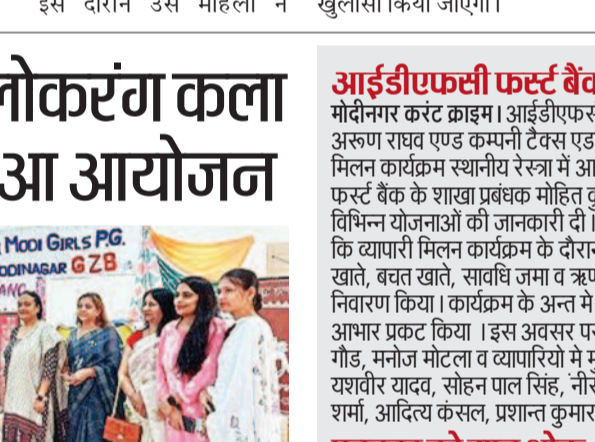 इस दौरान उस महिला ने
खुलासा किया जाएगा।
लोकरंग कला
आ आयोजन
MODI GIRLS P.G.
MODINAGAR GZB
आईडीएफसी फर्स्ट बैंक
मोदीनगर करंट क्राइम। आईडीएफस
अरूण राघव एण्ड कम्पनी टैक्स एड
मिलन कार्यक्रम स्थानीय रेस्त्रा में आ
फर्स्ट बैंक के शाखा प्रबंधक मोहित कु
विभिन्न योजनाओं की जानकारी दी।
कि व्यापारी मिलन कार्यक्रम के दौरान
खाते, बचत खाते, सावधि जमा व ऋण
निवारण किया। कार्यक्रम के अन्त मे
आभार प्रकट किया ।इस अवसर पर
गौड, मनोज मोटला व व्यापारियो मे मु
यशवीर यादव, सोहन पाल सिंह, नीर
शर्मा, आदित्य कंसल, प्रशान्त कुमार